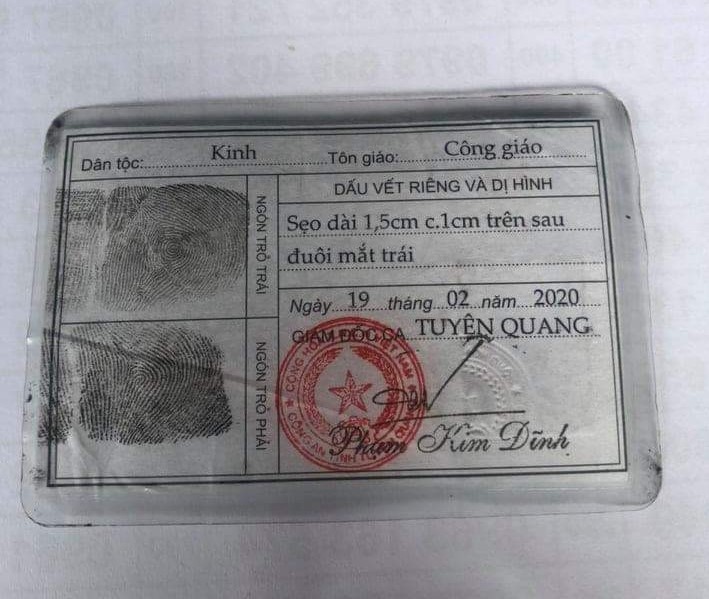 Dân tộc: Kinh Tôn giáo: Công giáo
NGÓN TRỎ TRÁI
NGÓN TRỎ PHẢI
DẤU VẾT RIÊNG VÀ DỊ HÌNH
Sẹo dài 1,5cm c.1cm trên sau
đuôi mắt trái
Ngày 19 tháng 02 năm 2020
GIÁM ĐỐC CA TUYÊN QUANG
Phạm Kim Đĩnh